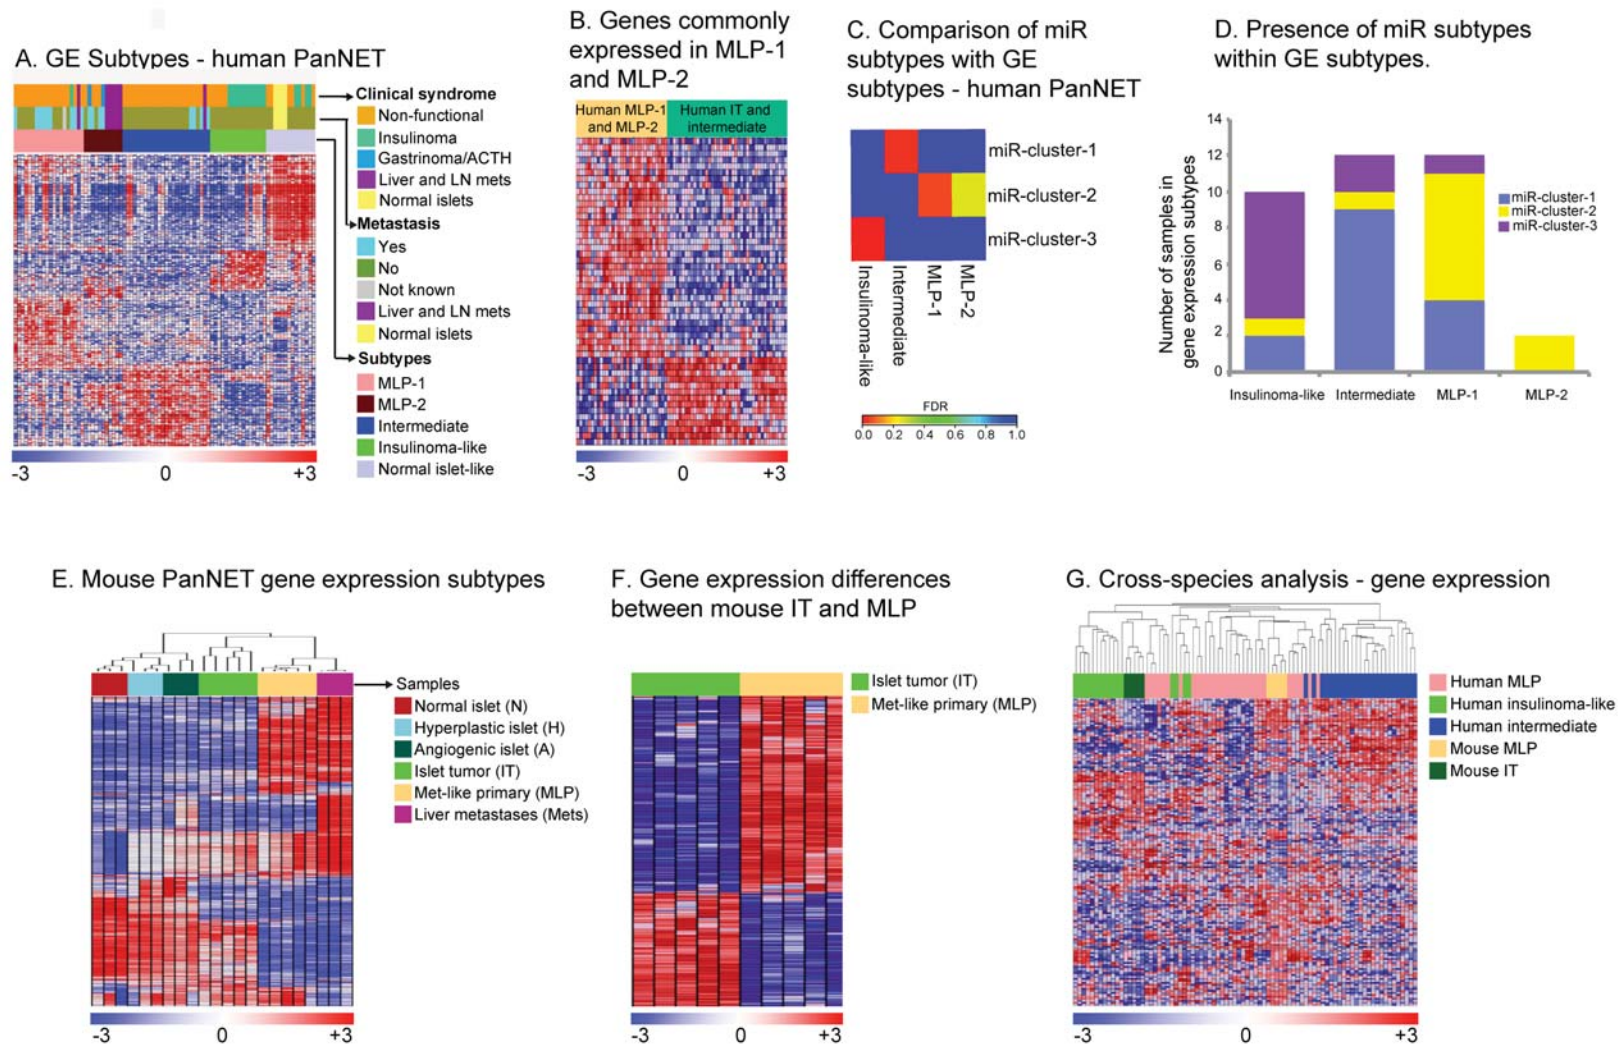 A. GE Subtypes - human PanNET
Clinical syndrome
Non-functional
Insulinoma
Gastrinoma/ACTH
Liver and LN mets
Normal islets
Metastasis
Yes
No
Not known
Liver and LN mets
Normal islets
Subtypes
MLP-1
MLP-2
Intermediate
Insulinoma-like
Normal islet-like
-3 0 +3
B. Genes commonly
expressed in MLP-1
and MLP-2
Human MLP-1
and MLP-2
Human IT and
intermediate
-3 0 +3
C. Comparison of miR
subtypes with GE
subtypes - human PanNET
miR-cluster-1
miR-cluster-2
miR-cluster-3
Insulinoma-like
Intermediate
MLP-1
MLP-2
FDR
0.0 0.2 0.4 0.6 0.8 1.0
D. Presence of miR subtypes
within GE subtypes.
Number of samples in
gene expression subtypes
14
12
10
8
6
4
2
0
Insulinoma-like Intermediate MLP-1 MLP-2
miR-cluster-1
miR-cluster-2
miR-cluster-3
E. Mouse PanNET gene expression subtypes
Samples
Normal islet (N)
Hyperplastic islet (H)
Angiogenic islet (A)
Islet tumor (IT)
Met-like primary (MLP)
Liver metastases (Mets)
-3 0 +3
F. Gene expression differences
between mouse IT and MLP
Islet tumor (IT)
Met-like primary (MLP)
-3 0 +3
G. Cross-species analysis - gene expression
Human MLP
Human insulinoma-like
Human intermediate
Mouse MLP
Mouse IT
-3 0 +3